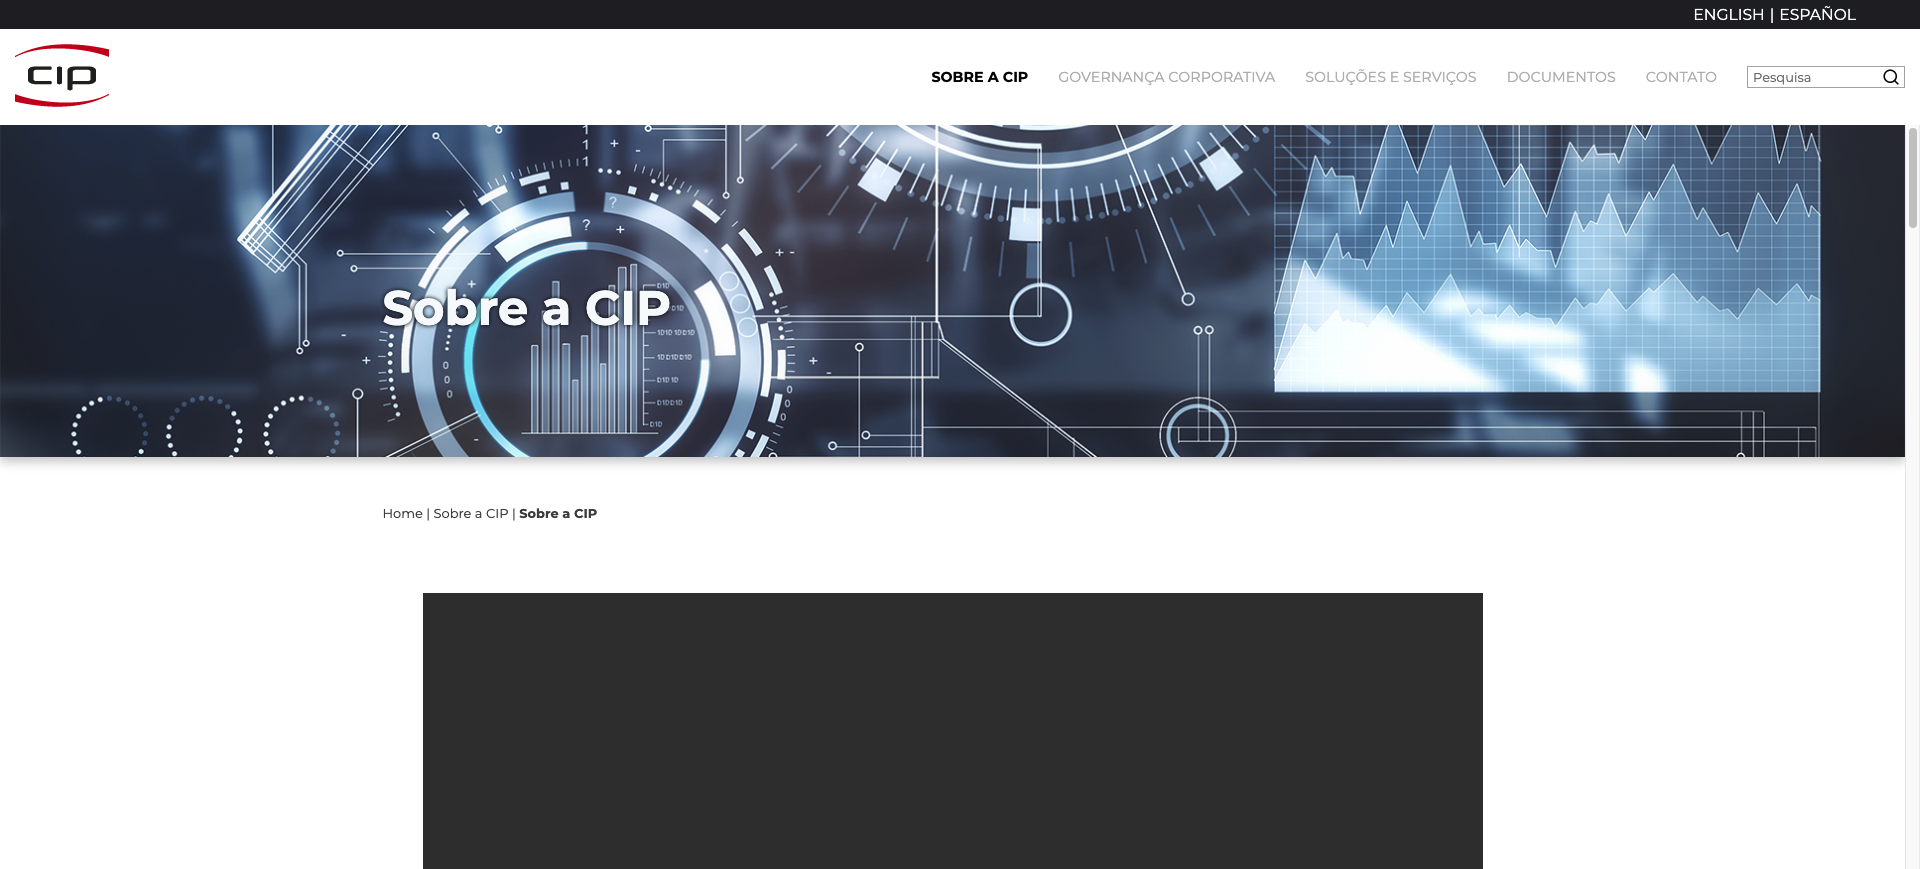 ENGLISH | ESPAÑOL
cip
SOBRE A CIP
GOVERNANÇA CORPORATIVA
SOLUÇÕES E SERVIÇOS
DOCUMENTOS
CONTATO
Pesquisa
Sobre a CIP
Home | Sobre a CIP | Sobre a CIP